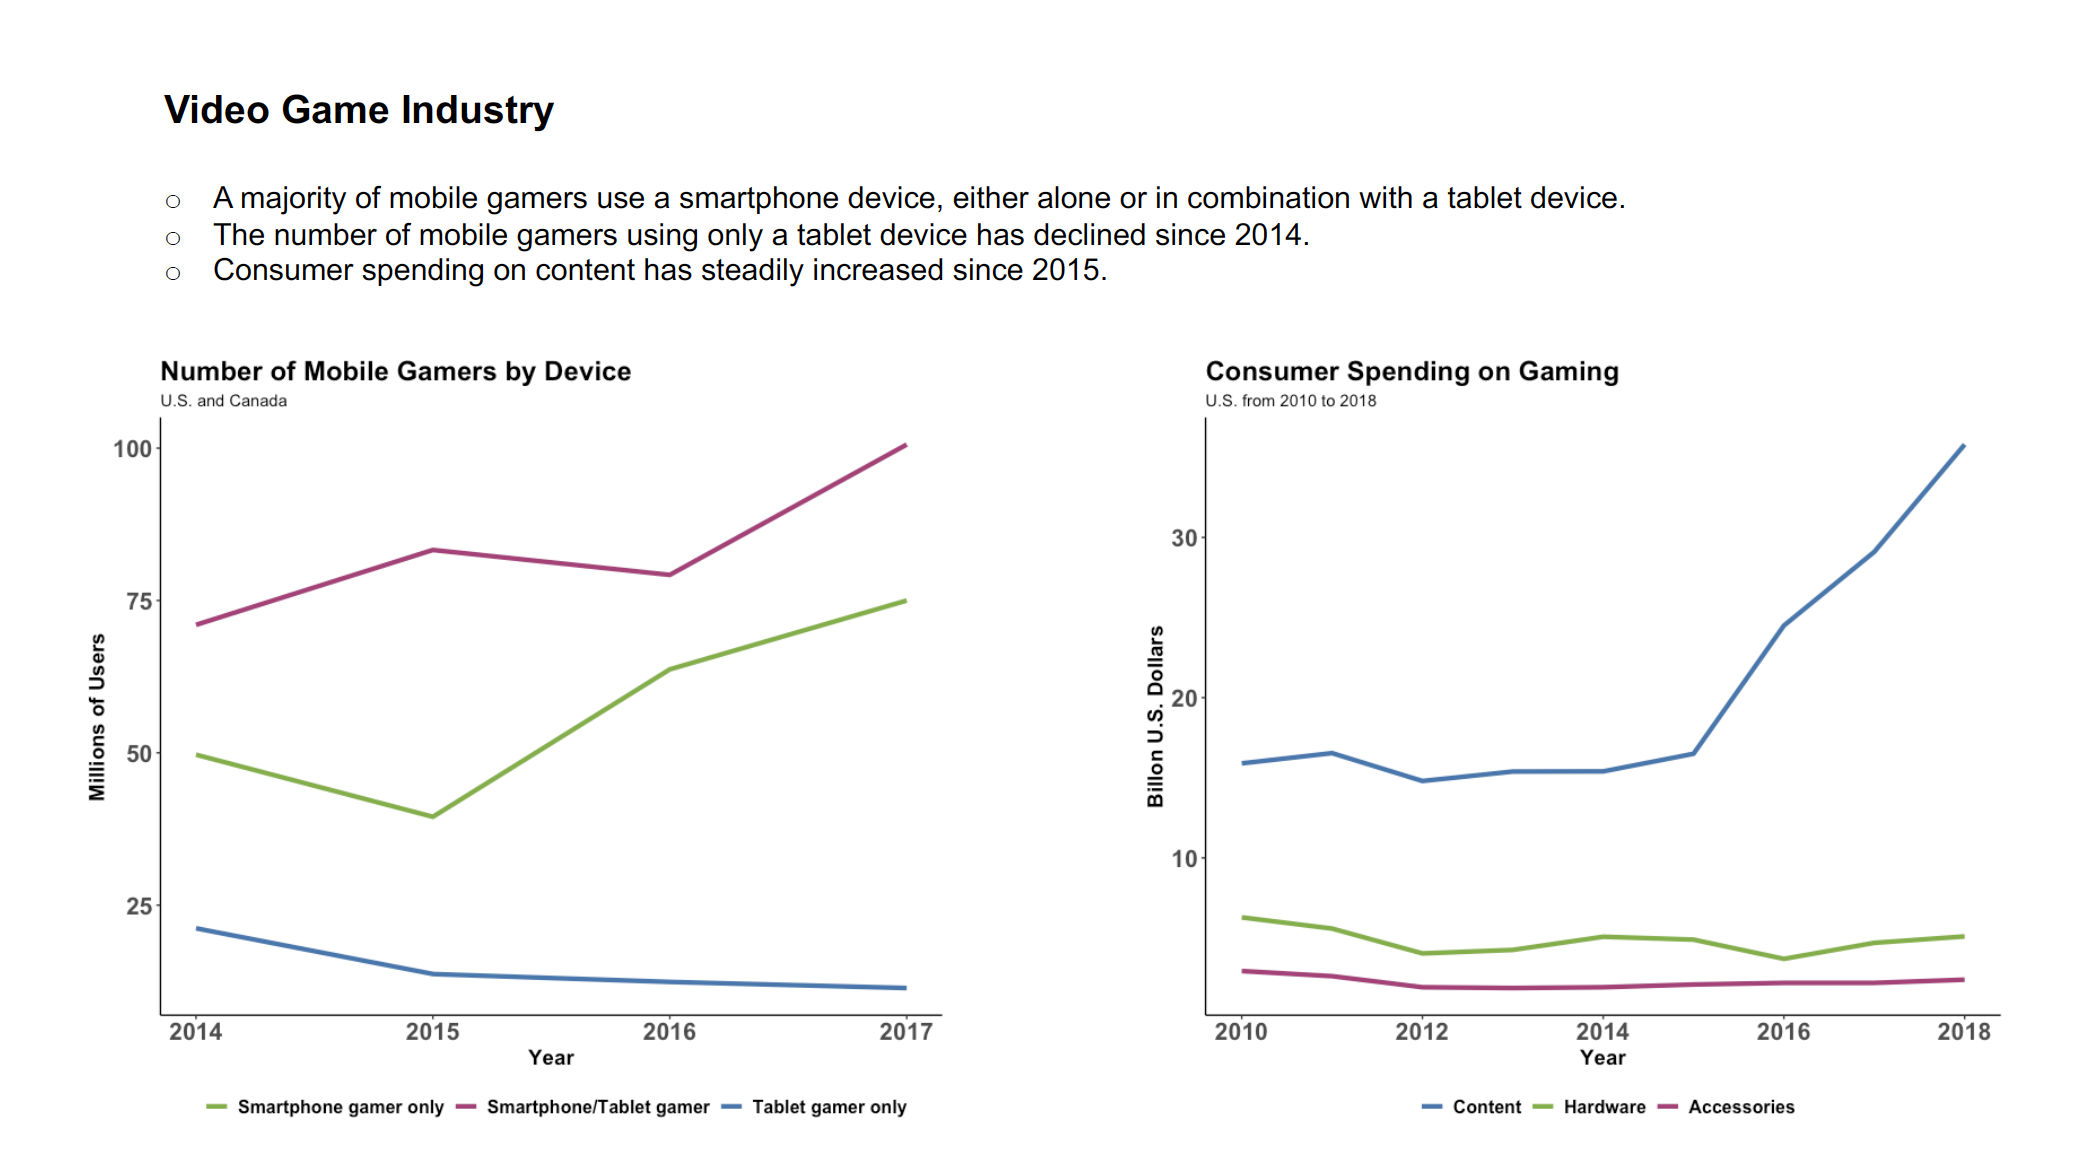 Video Game Industry
○ A majority of mobile gamers use a smartphone device, either alone or in combination with a tablet device.
○ The number of mobile gamers using only a tablet device has declined since 2014.
○ Consumer spending on content has steadily increased since 2015.
Number of Mobile Gamers by Device
U.S. and Canada
100
75
50
25
Millions of Users
2014 2015 2016 2017
Year
Smartphone gamer only Smartphone/Tablet gamer Tablet gamer only
Consumer Spending on Gaming
U.S. from 2010 to 2018
30
20
10
Billon U.S. Dollars
2010 2012 2014 2016 2018
Year
Content Hardware Accessories